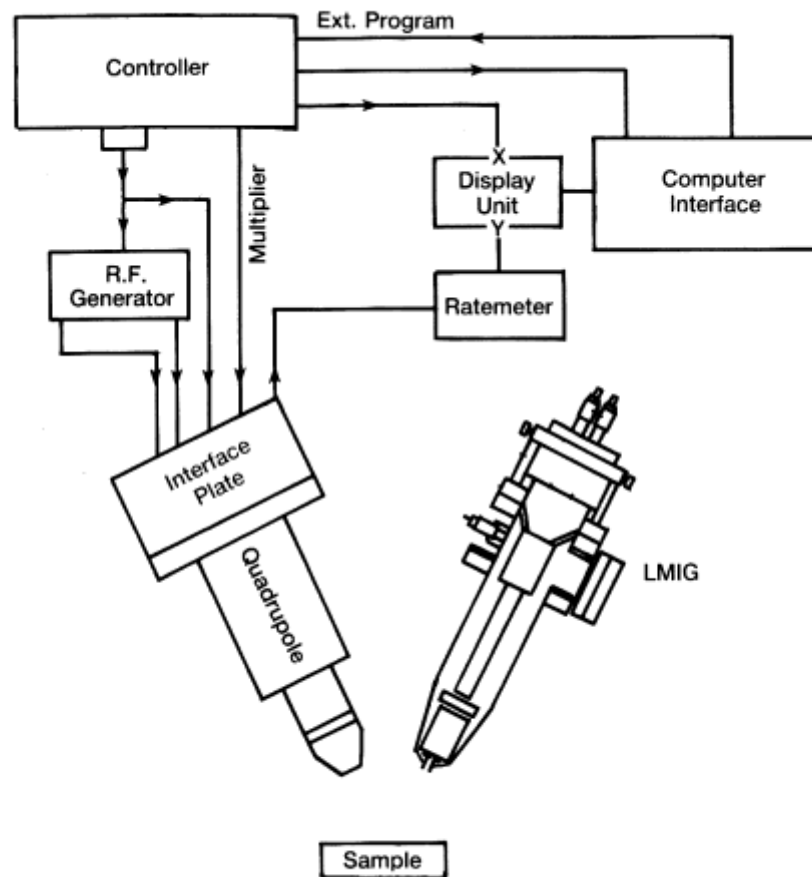 Ext. Program
Controller
Multiplier
X
Display
Unit
Y
Computer
Interface
R.F.
Generator
Ratemeter
Interface
Plate
Quadrupole
LMIG
Sample